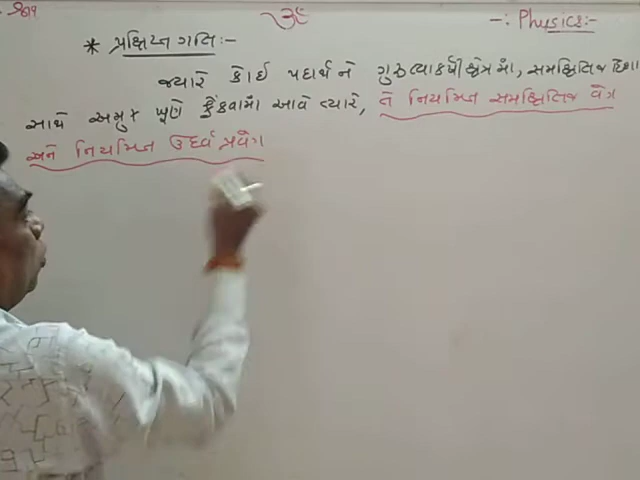 ૐ
-: Physics:-
* પ્રક્ષિપ્ત ગતિ:-
જ્યારે કોઈ પદાર્થને ગુરુત્વાકર્ષી ક્ષેત્રમાં, સમક્ષિતિજ દિશા
સાથે અમુક ખૂણે ફેંકવામાં આવે ત્યારે, તે નિયમિત સમક્ષિતિજ વેગ
અને નિયમિત ઉર્ધ્વ પ્રવેગ